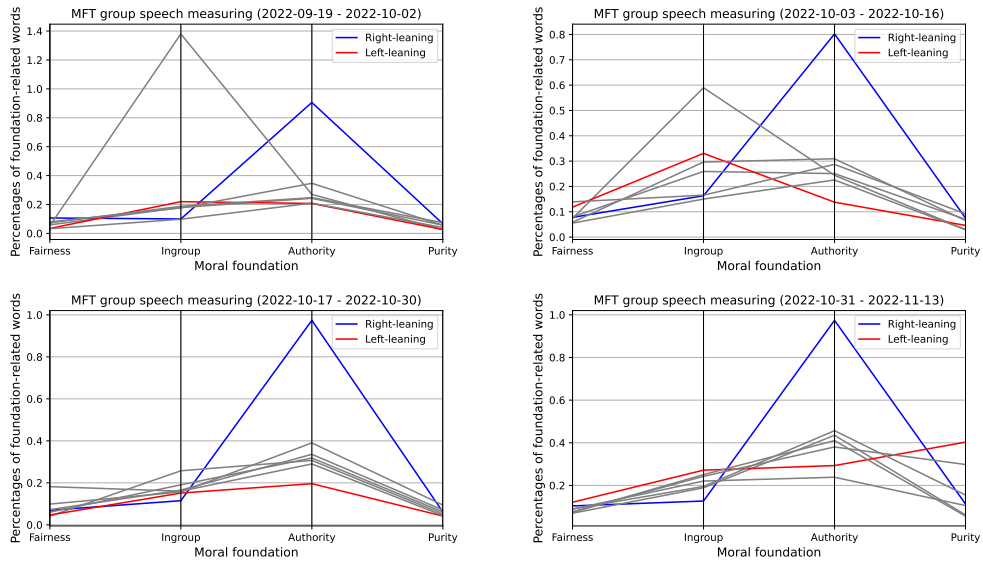 MFT group speech measuring (2022-09-19 - 2022-10-02)
Percentages of foundation-related words
1.4
1.2
1.0
0.8
0.6
0.4
0.2
0.0
Right-leaning
Left-leaning
Fairness Ingroup Authority Purity
Moral foundation
MFT group speech measuring (2022-10-03 - 2022-10-16)
Percentages of foundation-related words
0.8
0.7
0.6
0.5
0.4
0.3
0.2
0.1
0.0
Right-leaning
Left-leaning
Fairness Ingroup Authority Purity
Moral foundation
MFT group speech measuring (2022-10-17 - 2022-10-30)
Percentages of foundation-related words
1.0
0.8
0.6
0.4
0.2
0.0
Right-leaning
Left-leaning
Fairness Ingroup Authority Purity
Moral foundation
MFT group speech measuring (2022-10-31 - 2022-11-13)
Percentages of foundation-related words
1.0
0.8
0.6
0.4
0.2
Right-leaning
Left-leaning
Fairness Ingroup Authority Purity
Moral foundation